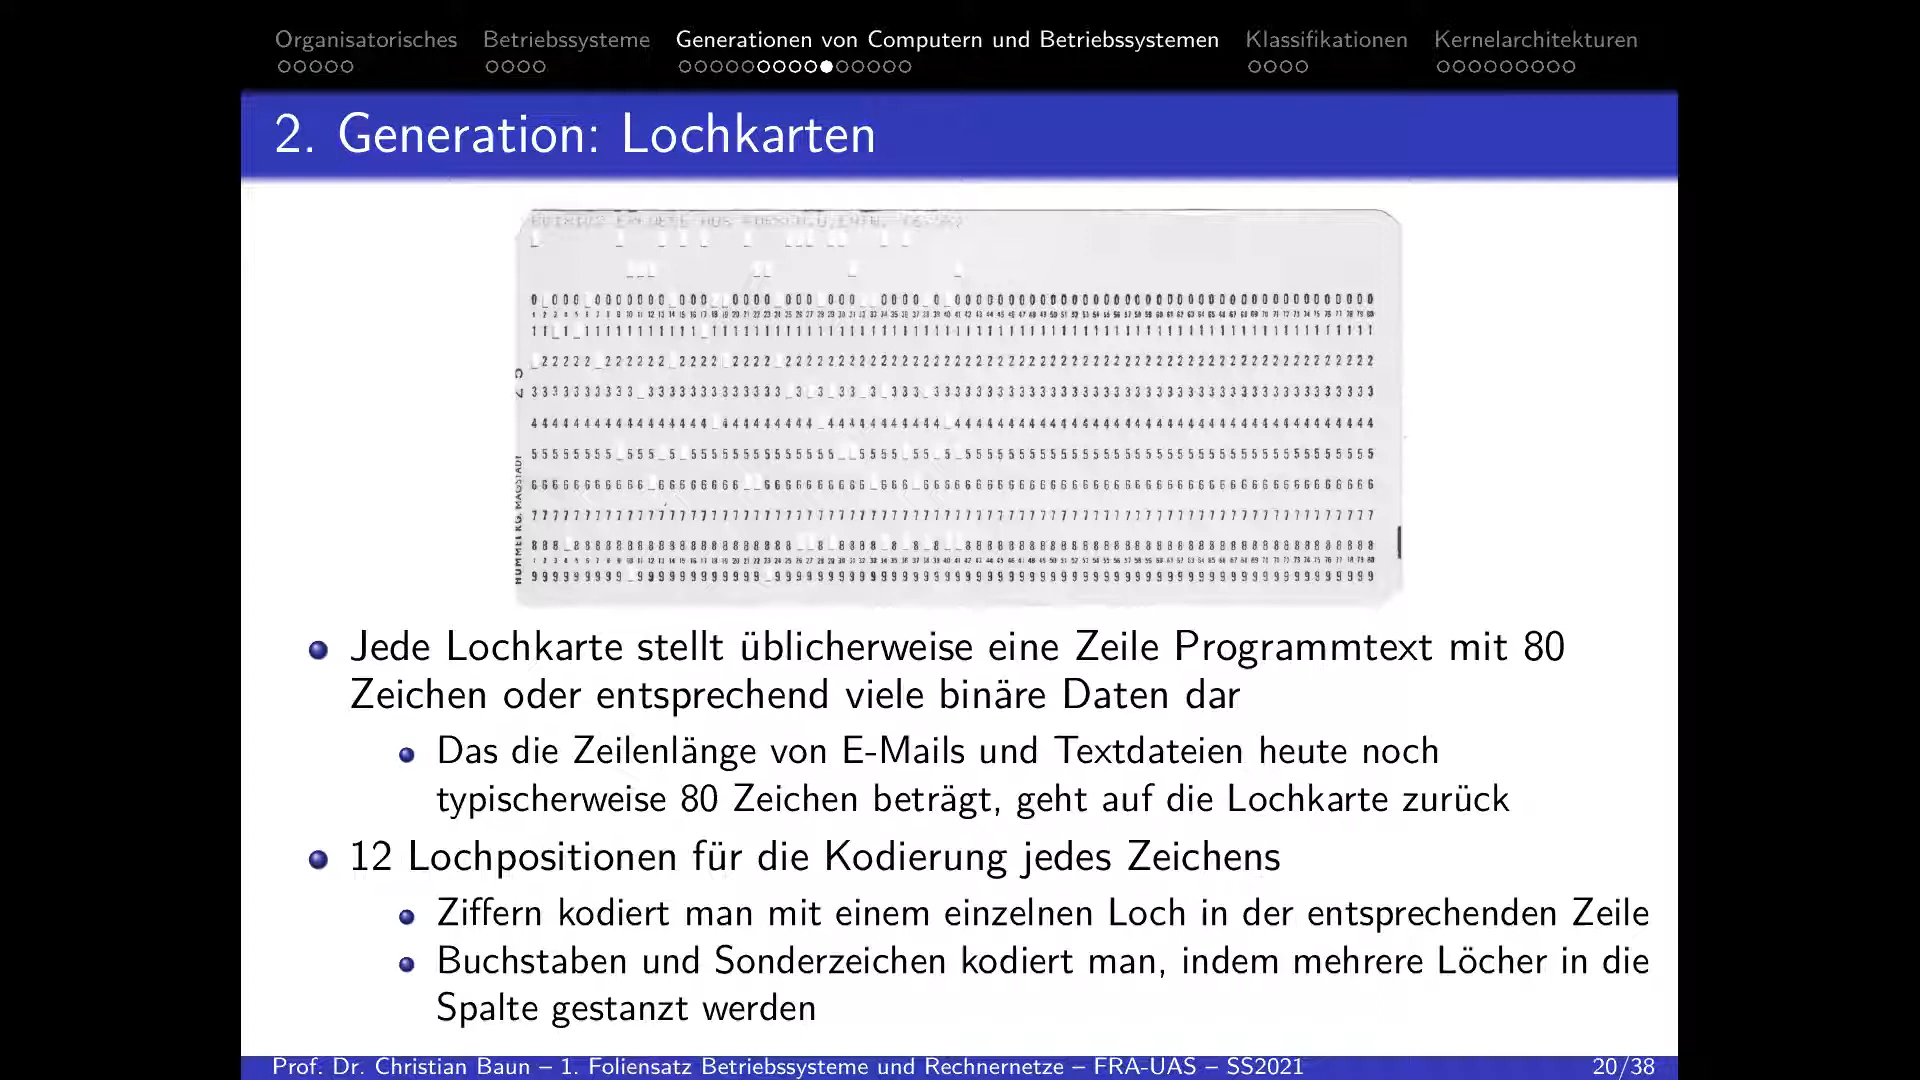 Organisatorisches Betriebssysteme Generationen von Computern und Betriebssystemen Klassifikationen Kernelarchitekturen
2. Generation: Lochkarten
HUMMEL KG. MAGSTADT
Jede Lochkarte stellt üblicherweise eine Zeile Programmtext mit 80
Zeichen oder entsprechend viele binäre Daten dar
Das die Zeilenlänge von E-Mails und Textdateien heute noch
typischerweise 80 Zeichen beträgt, geht auf die Lochkarte zurück
12 Lochpositionen für die Kodierung jedes Zeichens
Ziffern kodiert man mit einem einzelnen Loch in der entsprechenden Zeile
Buchstaben und Sonderzeichen kodiert man, indem mehrere Löcher in die
Spalte gestanzt werden
Prof. Dr. Christian Baun – 1. Foliensatz Betriebssysteme und Rechnernetze – FRA-UAS – SS2021 20/38